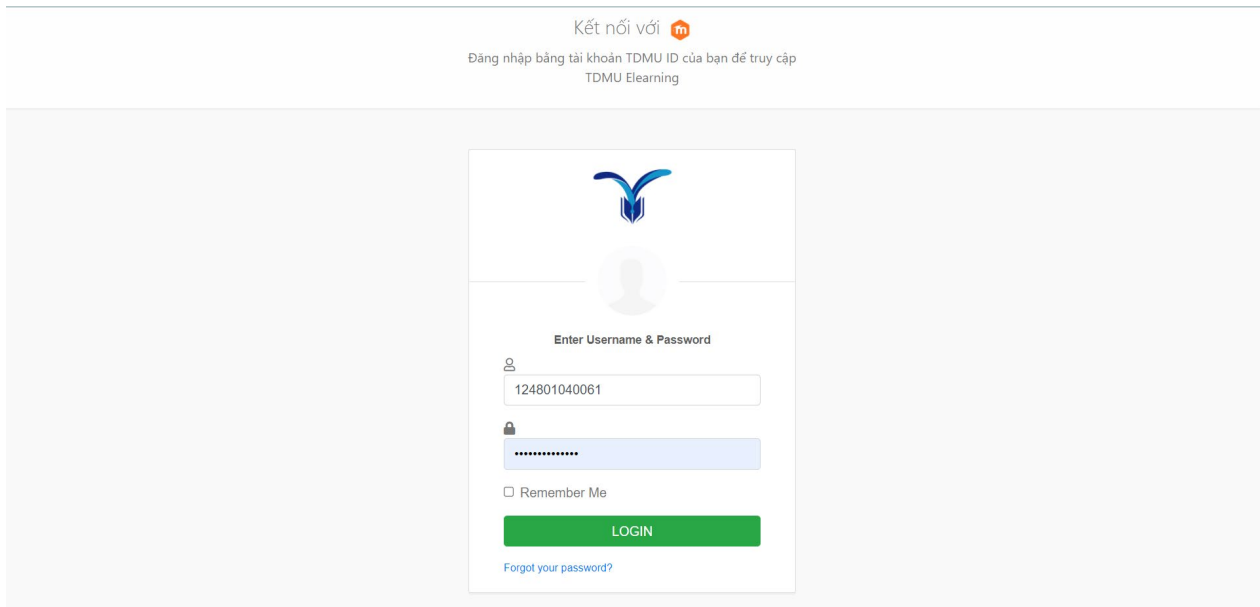 Kết nối với
Đăng nhập bằng tài khoản TDMU ID của bạn để truy cập
TDMU Elearning
Enter Username & Password
124801040061
••••••••••••••
Remember Me
LOGIN
Forgot your password?